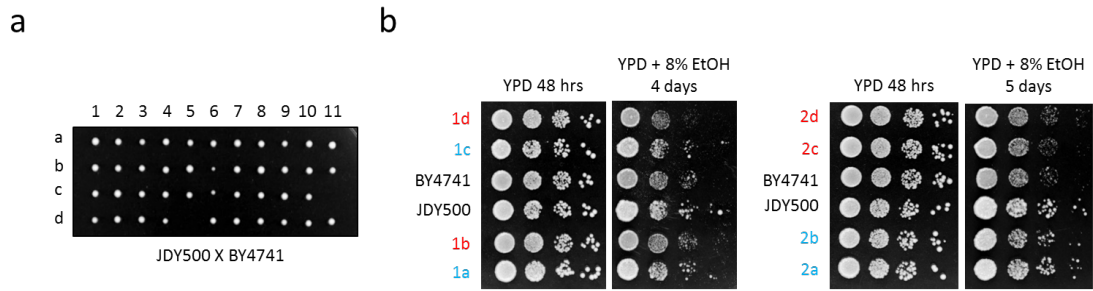 a
1 2 3 4 5 6 7 8 9 10 11
a
b
c
d
JDY500 X BY4741
b
YPD 48 hrs
YPD + 8% EtOH
4 days
1d
1c
BY4741
JDY500
1b
1a
YPD 48 hrs
YPD + 8% EtOH
5 days
2d
2c
BY4741
JDY500
2b
2a